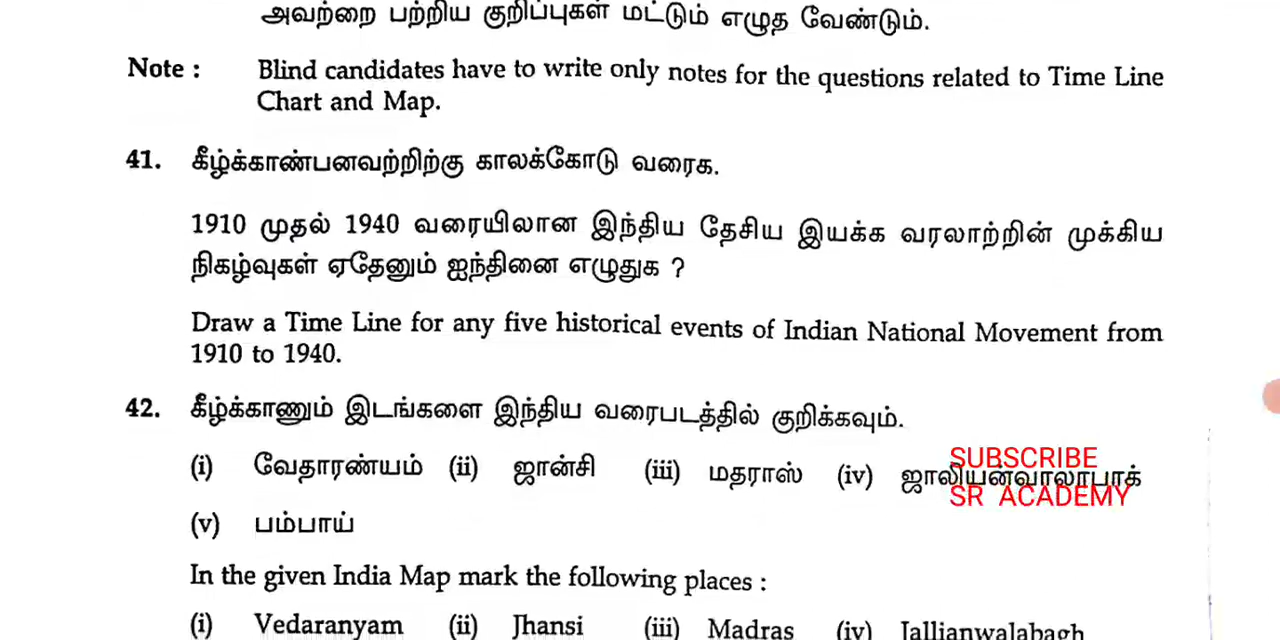 அவற்றை பற்றிய குறிப்புகள் மட்டும் எழுத வேண்டும்.
Note : Blind candidates have to write only notes for the questions related to Time Line
Chart and Map.
41. கீழ்க்காண்பனவற்றிற்கு காலக்கோடு வரைக.
1910 முதல் 1940 வரையிலான இந்திய தேசிய இயக்க வரலாற்றின் முக்கிய
நிகழ்வுகள் ஏதேனும் ஐந்தினை எழுதுக ?
Draw a Time Line for any five historical events of Indian National Movement from
1910 to 1940.
42. கீழ்க்காணும் இடங்களை இந்திய வரைபடத்தில் குறிக்கவும்.
SUBSCRIBE
(i) வேதாரண்யம் (ii) ஜான்சி (iii) மதராஸ் (iv) ஜாலியன்வாலாபாக்
SR ACADEMY
(v) பம்பாய்
In the given India Map mark the following places :
(i) Vedaranyam (ii) Jhansi (iii) Madras (iv) Jallianwalabagh